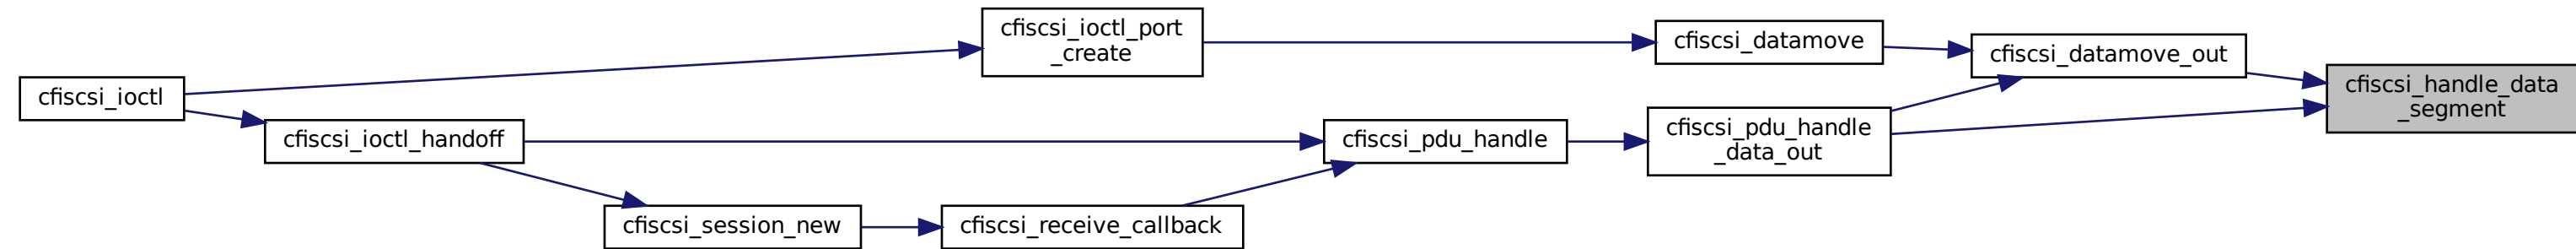 cfiscsi_ioctl
cfiscsi_ioctl_handoff
cfiscsi_session_new
cfiscsi_ioctl_port
_create
cfiscsi_receive_callback
cfiscsi_pdu_handle
cfiscsi_datamove
cfiscsi_pdu_handle
_data_out
cfiscsi_datamove_out
cfiscsi_handle_data
_segment